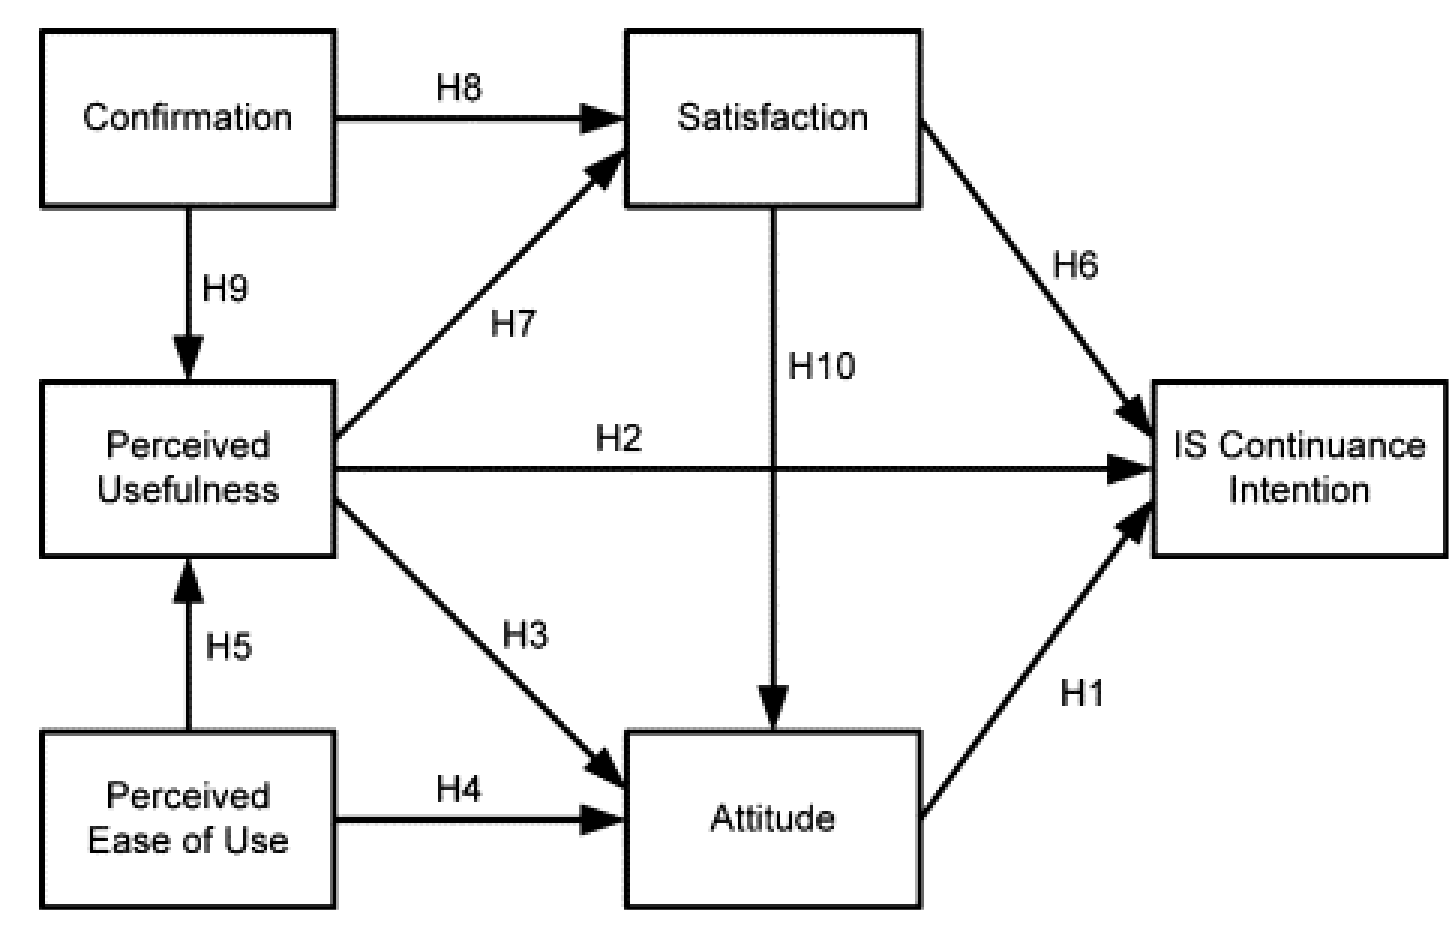 H8
Confirmation
Satisfaction
H9
H7
H6
H10
H2
Perceived
Usefulness
IS Continuance
Intention
H5
H3
H1
H4
Perceived
Ease of Use
Attitude